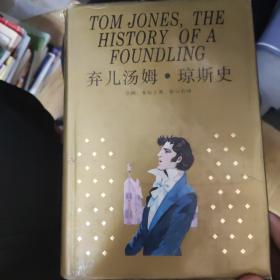 TOM JONES, THE
HISTORY OF A
FOUNDLING
弃儿汤姆·琼斯史